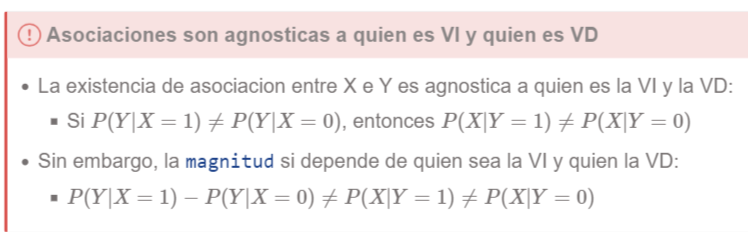 Asociaciones son agnosticas a quien es VI y quien es VD
• La existencia de asociacion entre X e Y es agnostica a quien es la VI y la VD:
▪ Si P(Y|X = 1) ≠ P(Y|X = 0), entonces P(X|Y = 1) ≠ P(X|Y = 0)
• Sin embargo, la magnitud si depende de quien sea la VI y quien la VD:
▪ P(Y|X = 1) − P(Y|X = 0) ≠ P(X|Y = 1) ≠ P(X|Y = 0)